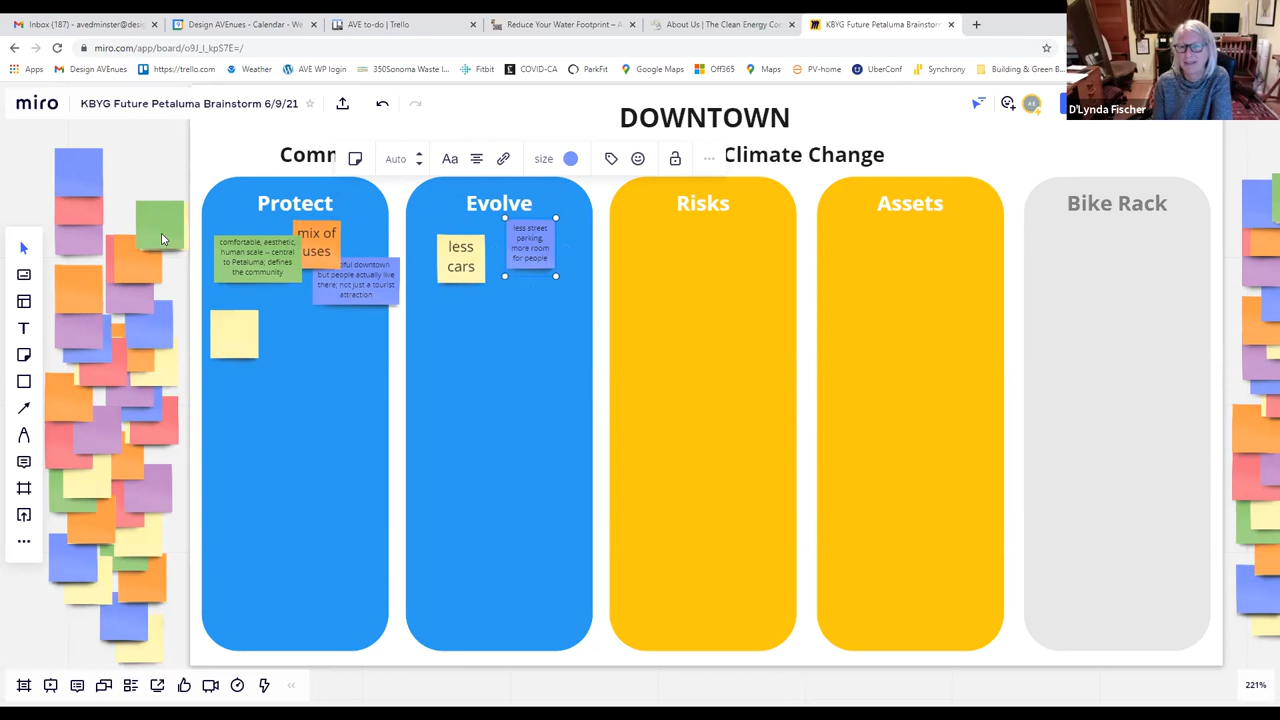 Inbox (187) - avedminster@desig
Design AVEnues - Calendar - We
AVE to-do | Trello
Reduce Your Water Footprint – A
About Us | The Clean Energy Co
KBYG Future Petaluma Brainstorm
miro.com/app/board/o9J_l_kpS7E=/
Apps
Design AVEnues
https://trello.com
Weather
AVE WP login
350Sonoma Waste I...
Fitbit
COVID-CA
ParkFit
Google Maps
Off365
Maps
PV-home
UberConf
Synchrony
Building & Green B...
D'Lynda Fischer
miro
KBYG Future Petaluma Brainstorm 6/9/21
AE
DOWNTOWN
Comm
Climate Change
Auto
Aa
size
Protect
Evolve
Risks
Assets
Bike Rack
mix of
uses
comfortable, aesthetic,
human scale -- central
to Petaluma; defines
the community
downtown
but people actually live
there; not just a tourist
attraction
less
cars
less street
parking,
more room
for people
221%